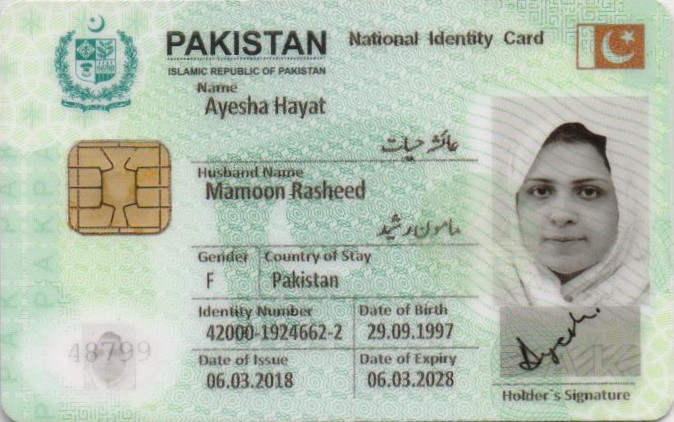 PAKISTAN National Identity Card
ISLAMIC REPUBLIC OF PAKISTAN
Name
Ayesha Hayat
عائشہ حیات
Husband Name
Mamoon Rasheed
مامون رشید
Gender Country of Stay
F Pakistan
Identity Number Date of Birth
42000-1924662-2 29.09.1997
Date of Issue Date of Expiry
06.03.2018 06.03.2028
48799
Ayesha
Holder's Signature